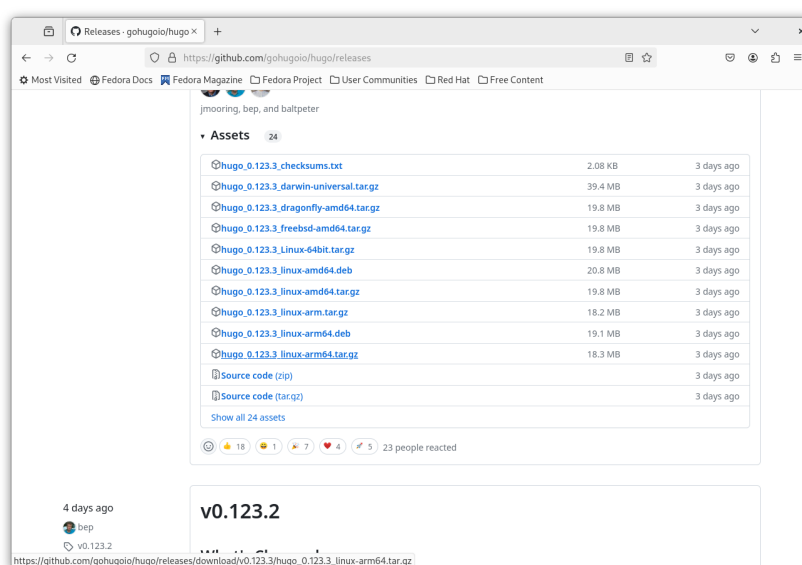 Releases · gohugoio/hugo
https://github.com/gohugoio/hugo/releases
Most Visited Fedora Docs Fedora Magazine Fedora Project User Communities Red Hat Free Content
jmooring, bep, and baltpeter
Assets 24
hugo_0.123.3_checksums.txt 2.08 KB 3 days ago
hugo_0.123.3_darwin-universal.tar.gz 39.4 MB 3 days ago
hugo_0.123.3_dragonfly-amd64.tar.gz 19.8 MB 3 days ago
hugo_0.123.3_freebsd-amd64.tar.gz 19.8 MB 3 days ago
hugo_0.123.3_Linux-64bit.tar.gz 19.8 MB 3 days ago
hugo_0.123.3_linux-amd64.deb 20.8 MB 3 days ago
hugo_0.123.3_linux-amd64.tar.gz 19.8 MB 3 days ago
hugo_0.123.3_linux-arm.tar.gz 18.2 MB 3 days ago
hugo_0.123.3_linux-arm64.deb 19.1 MB 3 days ago
hugo_0.123.3_linux-arm64.tar.gz 18.3 MB 3 days ago
Source code (zip) 3 days ago
Source code (tar.gz) 3 days ago
Show all 24 assets
18 1 7 4 5 23 people reacted
4 days ago
bep
v0.123.2
v0.123.2
What's Changed
https://github.com/gohugoio/hugo/releases/download/v0.123.3/hugo_0.123.3_linux-arm64.tar.gz